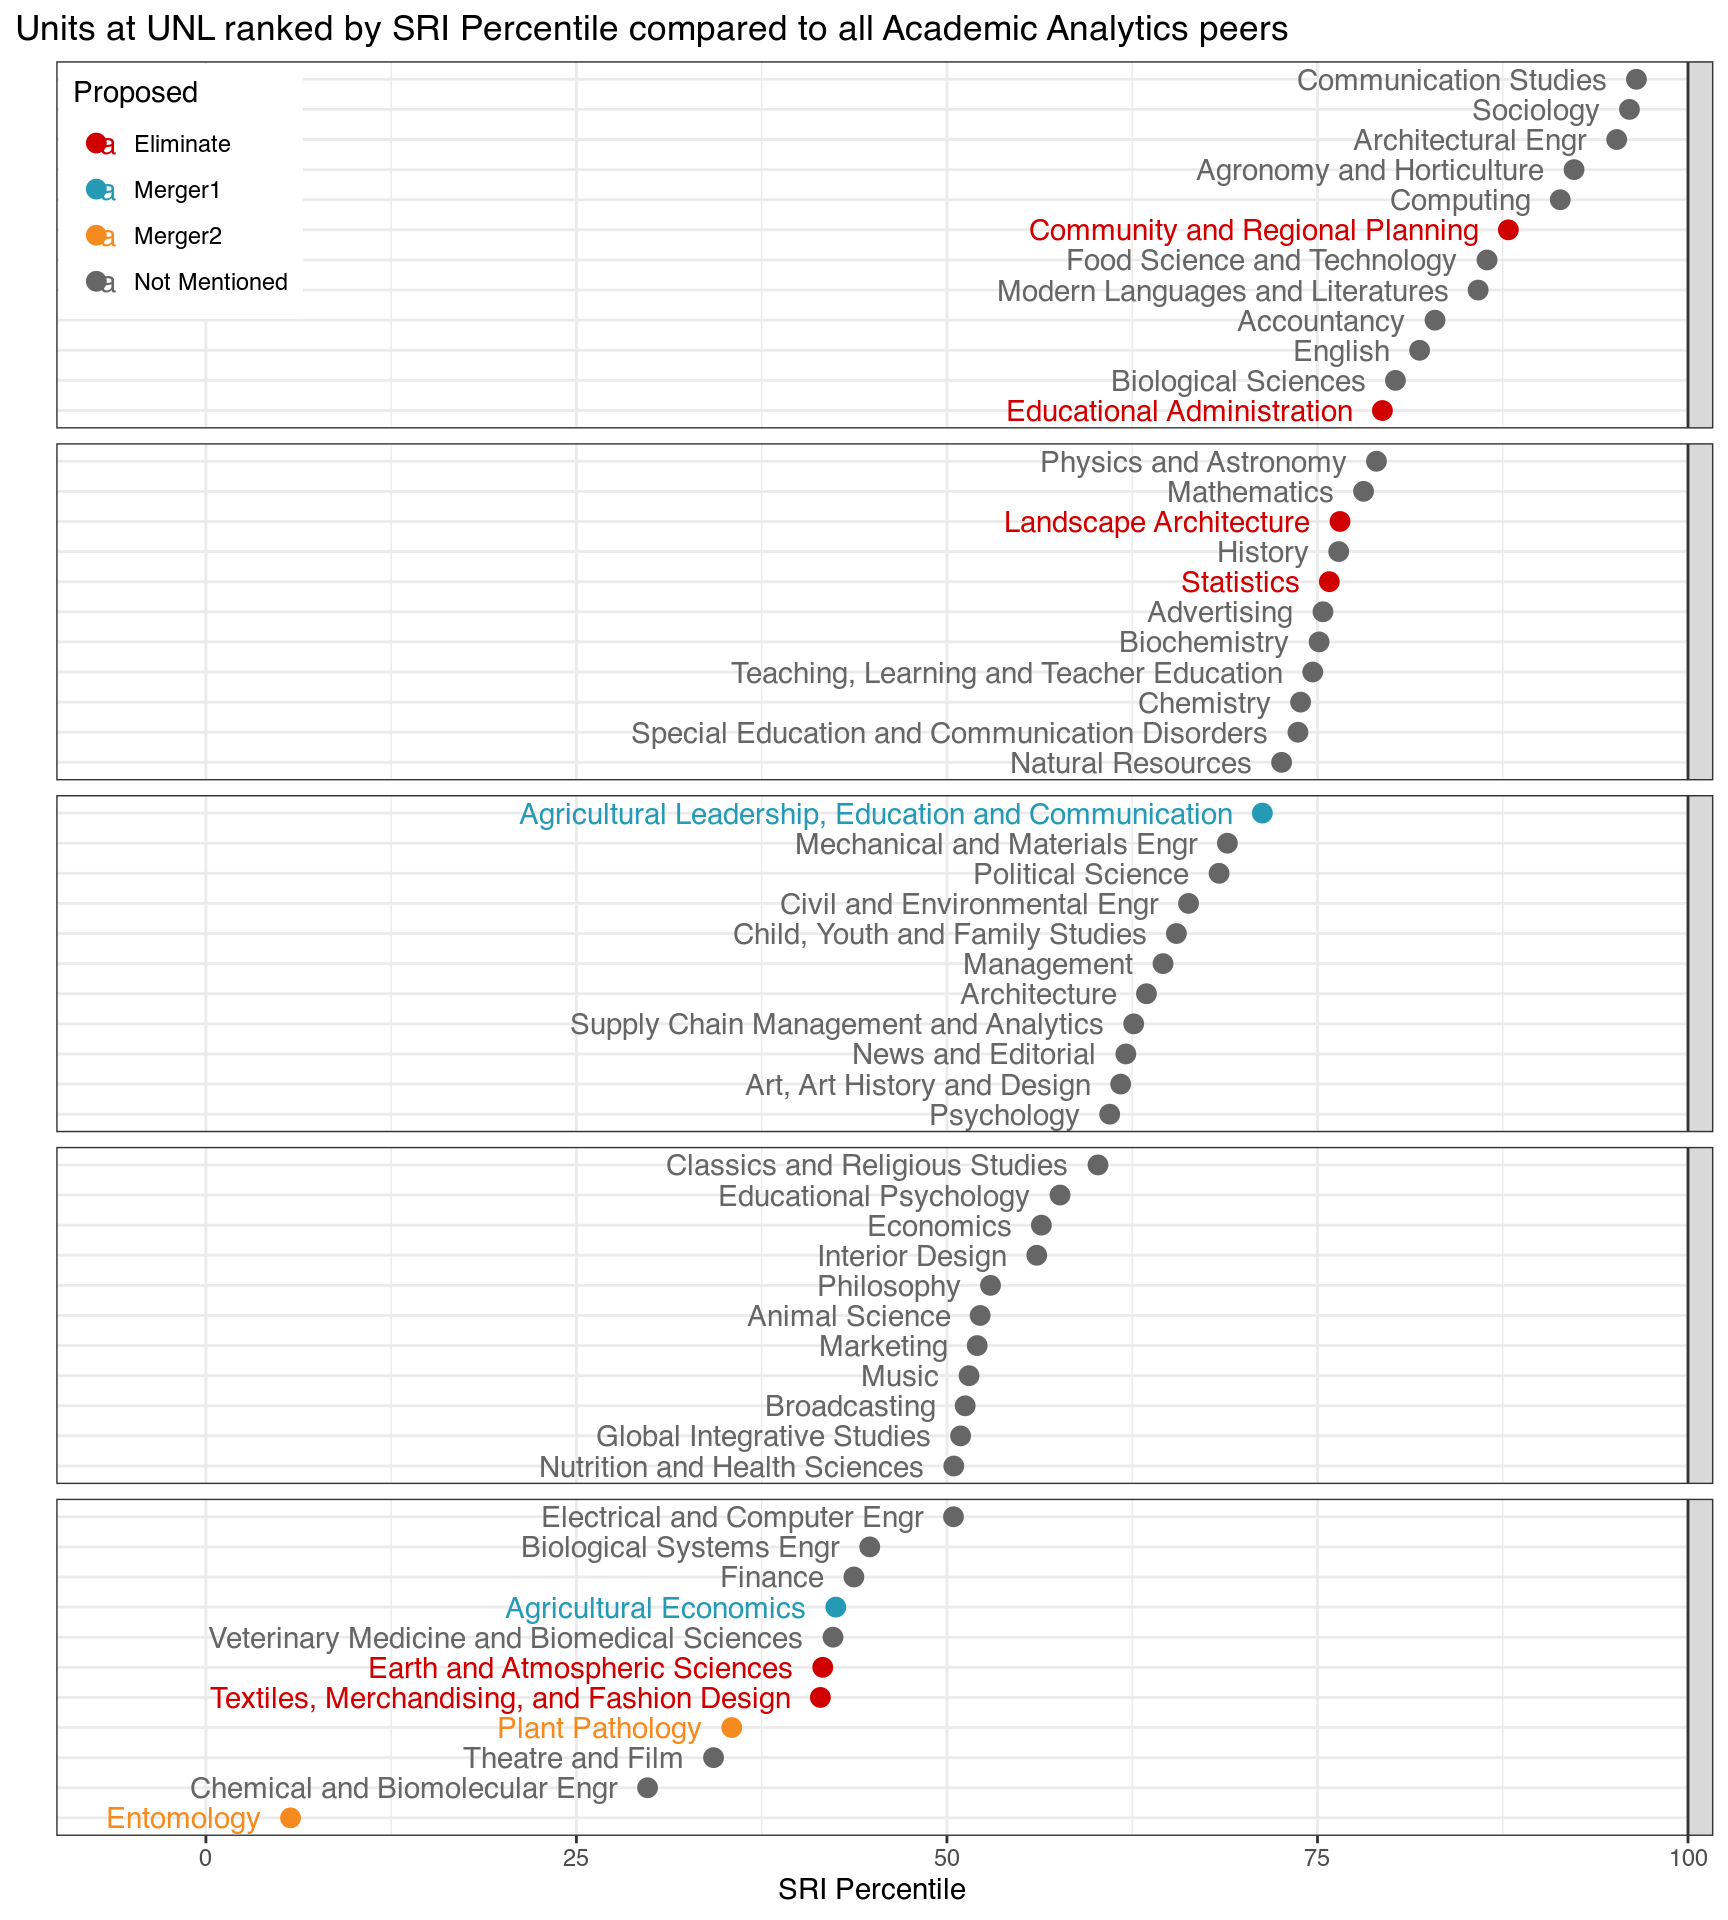 Units at UNL ranked by SRI Percentile compared to all Academic Analytics peers
Proposed
a Eliminate
a Merger1
a Merger2
a Not Mentioned
Communication Studies
Sociology
Architectural Engr
Agronomy and Horticulture
Computing
Community and Regional Planning
Food Science and Technology
Modern Languages and Literatures
Accountancy
English
Biological Sciences
Educational Administration
Physics and Astronomy
Mathematics
Landscape Architecture
History
Statistics
Advertising
Biochemistry
Teaching, Learning and Teacher Education
Chemistry
Special Education and Communication Disorders
Natural Resources
Agricultural Leadership, Education and Communication
Mechanical and Materials Engr
Political Science
Civil and Environmental Engr
Child, Youth and Family Studies
Management
Architecture
Supply Chain Management and Analytics
News and Editorial
Art, Art History and Design
Psychology
Classics and Religious Studies
Educational Psychology
Economics
Interior Design
Philosophy
Animal Science
Marketing
Music
Broadcasting
Global Integrative Studies
Nutrition and Health Sciences
Electrical and Computer Engr
Biological Systems Engr
Finance
Agricultural Economics
Veterinary Medicine and Biomedical Sciences
Earth and Atmospheric Sciences
Textiles, Merchandising, and Fashion Design
Plant Pathology
Theatre and Film
Chemical and Biomolecular Engr
Entomology
0 25 50 75 100
SRI Percentile